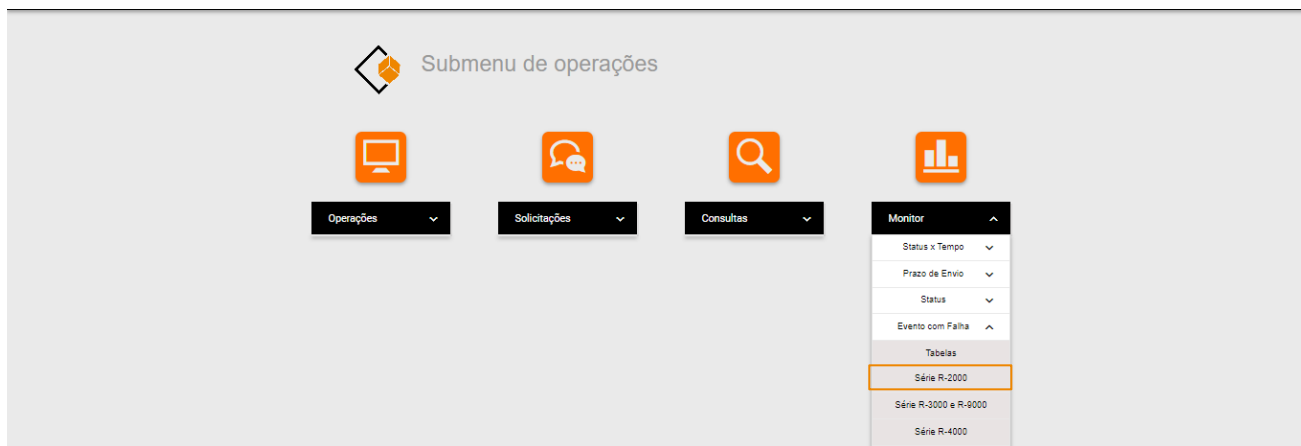 Submenu de operações
Operações
Solicitações
Consultas
Monitor
Status x Tempo
Prazo de Envio
Status
Evento com Falha
Tabelas
Série R-2000
Série R-3000 e R-9000
Série R-4000